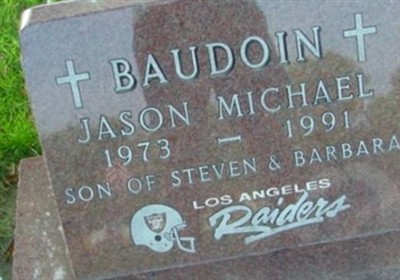 BAUDOIN
JASON MICHAEL
1973 – 1991
SON OF STEVEN & BARBARA
LOS ANGELES
Raiders